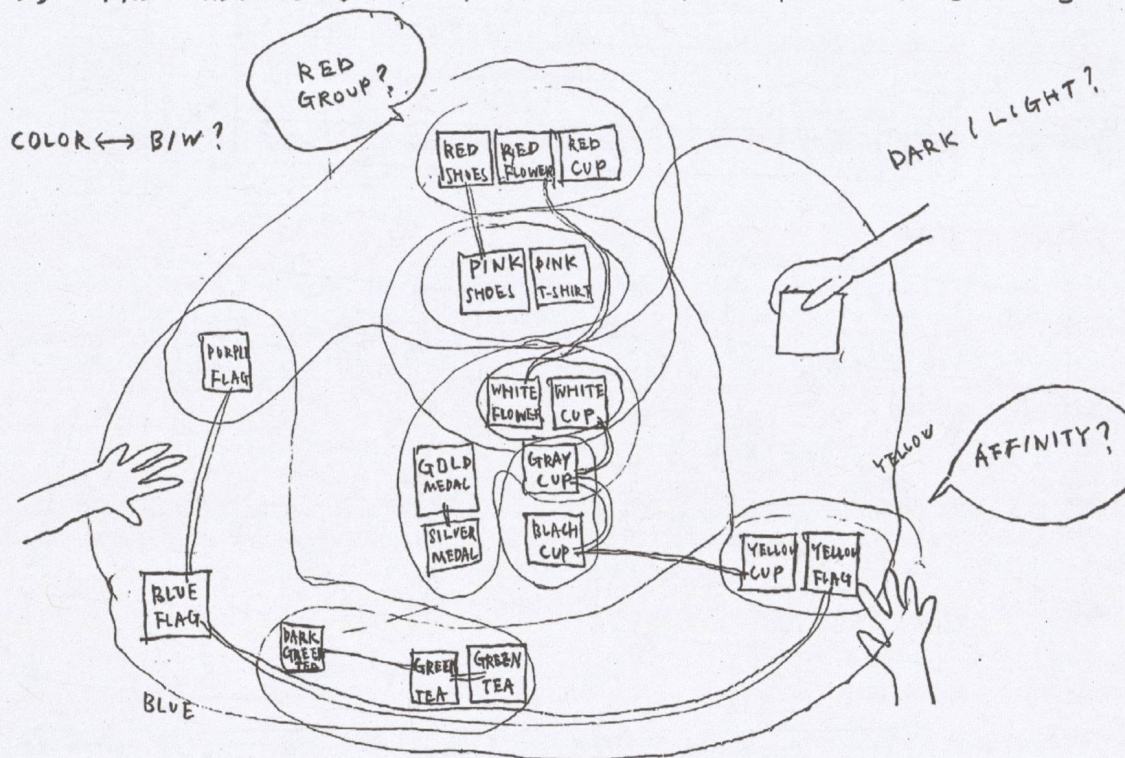 RED
GROUP?
COLOR ↔ B/W?
DARK / LIGHT?
RED
SHOES
RED
FLOWER
RED
CUP
PINK
SHOES
PINK
T-SHIRT
PURPLE
FLAG
WHITE
FLOWER
WHITE
CUP
GOLD
MEDAL
GRAY
CUP
SILVER
MEDAL
BLACH
CUP
YELLOW
AFFINITY?
YELLOW
CUP
YELLOW
FLAG
BLUE
FLAG
DARK
GREEN
TEA
GREEN
TEA
GREEN
TEA
BLUE